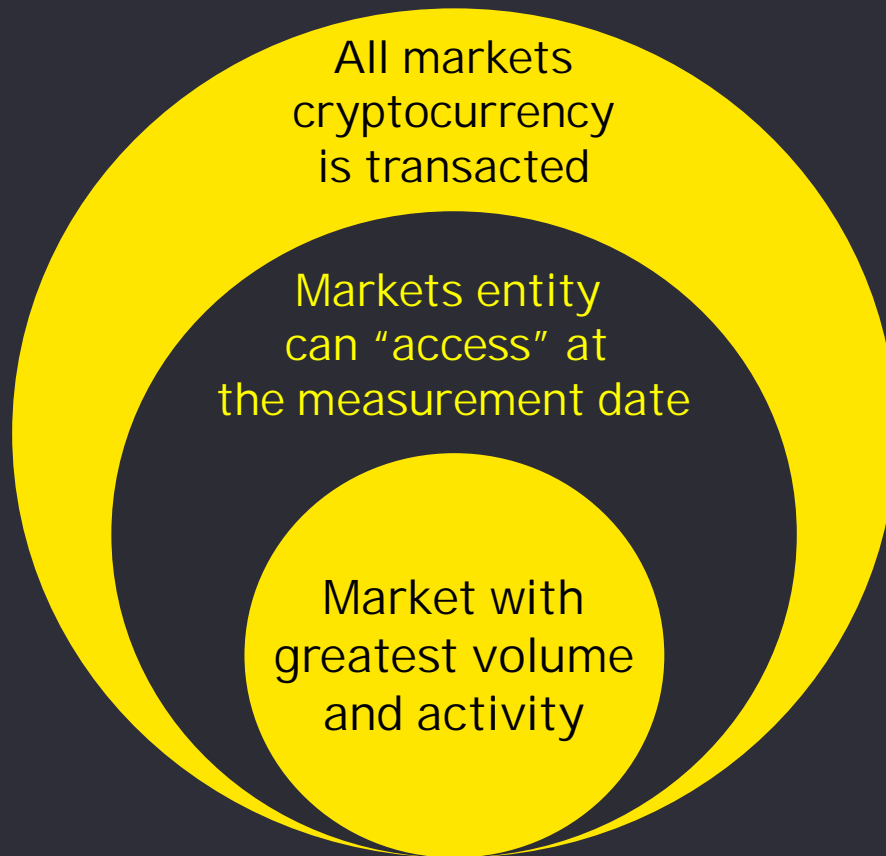 All markets
cryptocurrency
is transacted
Markets entity
can “access” at
the measurement date
Market with
greatest volume
and activity